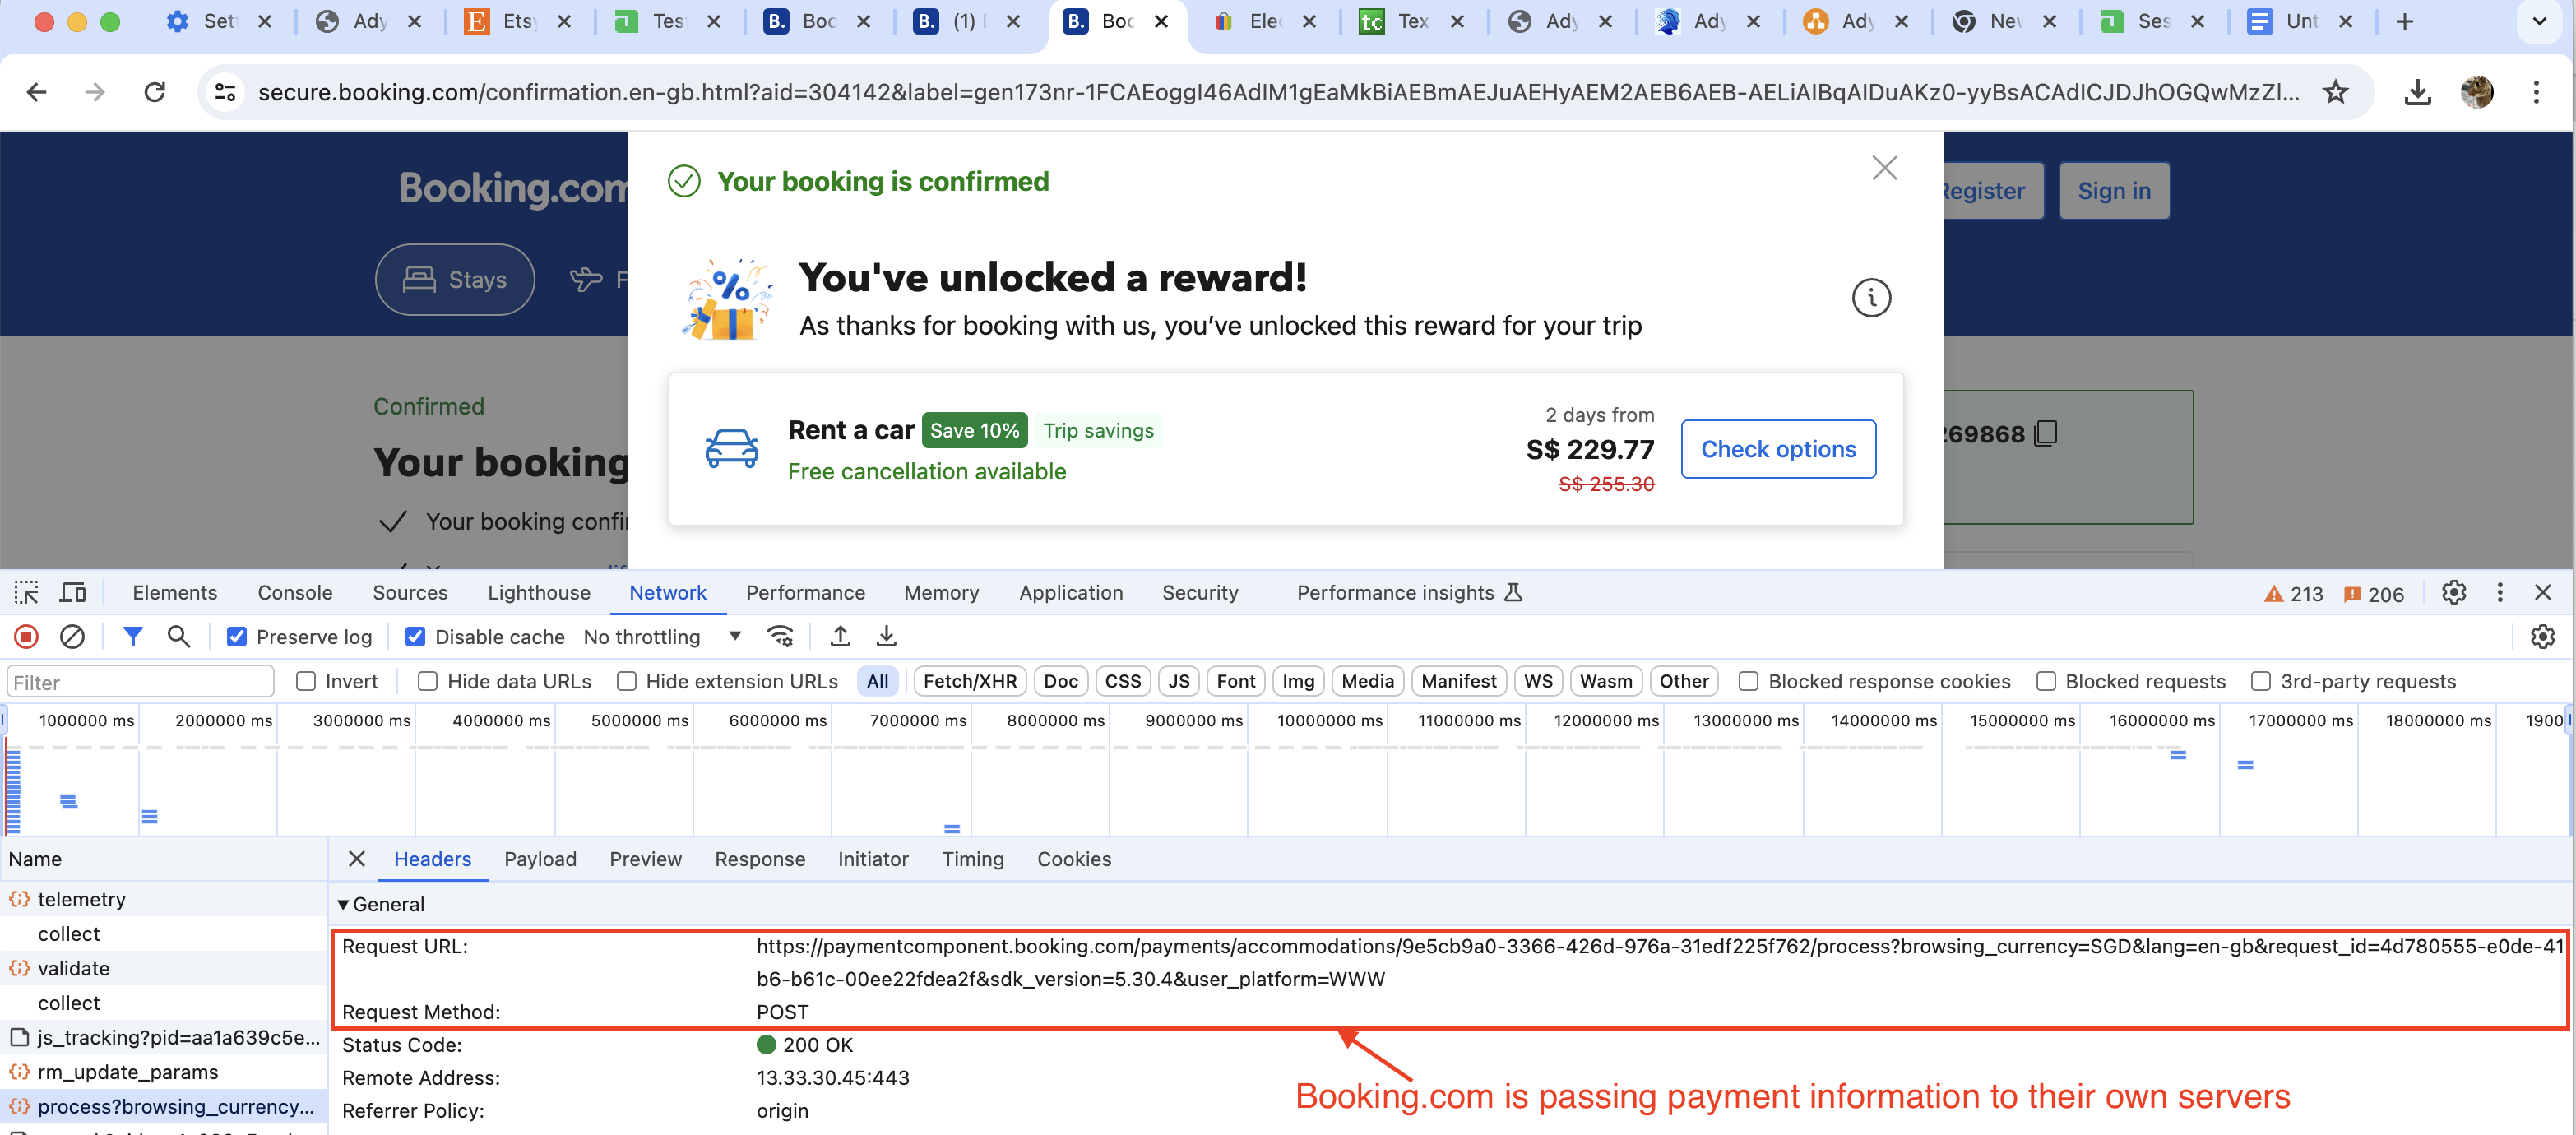 Set
Ady
Etsy
Tes
Boo
(1)
Boo
Elec
Tex
Ady
Ady
Ady
New
Ses
Unt
secure.booking.com/confirmation.en-gb.html?aid=304142&label=gen173nr-1FCAEoggI46AdIM1gEaMkBiAEBmAEJuAEHyAEM2AEB6AEB-AELiAIBqAIDuAKz0-yyBsACAdICJDJhOGQwMzZl...
Booking.com
Register
Sign in
Stays
F
Your booking is confirmed
You've unlocked a reward!
As thanks for booking with us, you’ve unlocked this reward for your trip
Rent a car Save 10% Trip savings
Free cancellation available
2 days from
S$ 229.77
S$ 255.30
Check options
Confirmed
Your booking
Your booking confi
269868
Elements Console Sources Lighthouse Network Performance Memory Application Security Performance insights 213 206
Preserve log Disable cache No throttling
Filter Invert Hide data URLs Hide extension URLs All Fetch/XHR Doc CSS JS Font Img Media Manifest WS Wasm Other Blocked response cookies Blocked requests 3rd-party requests
1000000 ms 2000000 ms 3000000 ms 4000000 ms 5000000 ms 6000000 ms 7000000 ms 8000000 ms 9000000 ms 10000000 ms 11000000 ms 12000000 ms 13000000 ms 14000000 ms 15000000 ms 16000000 ms 17000000 ms 18000000 ms 1900
Name
telemetry
collect
validate
collect
js_tracking?pid=aa1a639c5e...
rm_update_params
process?browsing_currency...
Headers Payload Preview Response Initiator Timing Cookies
General
Request URL: https://paymentcomponent.booking.com/payments/accommodations/9e5cb9a0-3366-426d-976a-31edf225f762/process?browsing_currency=SGD&lang=en-gb&request_id=4d780555-e0de-41
b6-b61c-00ee22fdea2f&sdk_version=5.30.4&user_platform=WWW
Request Method: POST
Status Code: 200 OK
Remote Address: 13.33.30.45:443
Referrer Policy: origin
Booking.com is passing payment information to their own servers